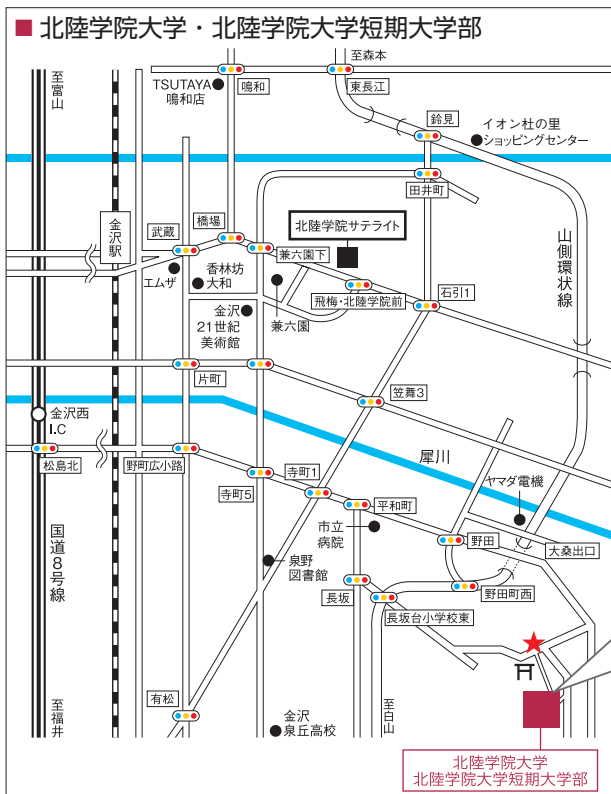 ■ 北陸学院大学・北陸学院大学短期大学部
至富山
至森本
TSUTAYA
鳴和店
鳴和
東長江
鈴見
イオン杜の里
ショッピングセンター
田井町
金沢駅
武蔵
橋場
北陸学院サテライト
兼六園下
山側環状線
エムザ
香林坊
大和
兼六園
飛梅・北陸学院前
石引1
金沢
21世紀
美術館
片町
笠舞3
金沢西
I.C
松島北
野町広小路
寺町5
寺町1
犀川
ヤマダ電機
平和町
市立
病院
野田
大桑出口
国道8号線
泉野
図書館
長坂
野田町西
長坂台小学校東
有松
至福井
金沢
泉丘高校
至白山
北陸学院大学
北陸学院大学短期大学部